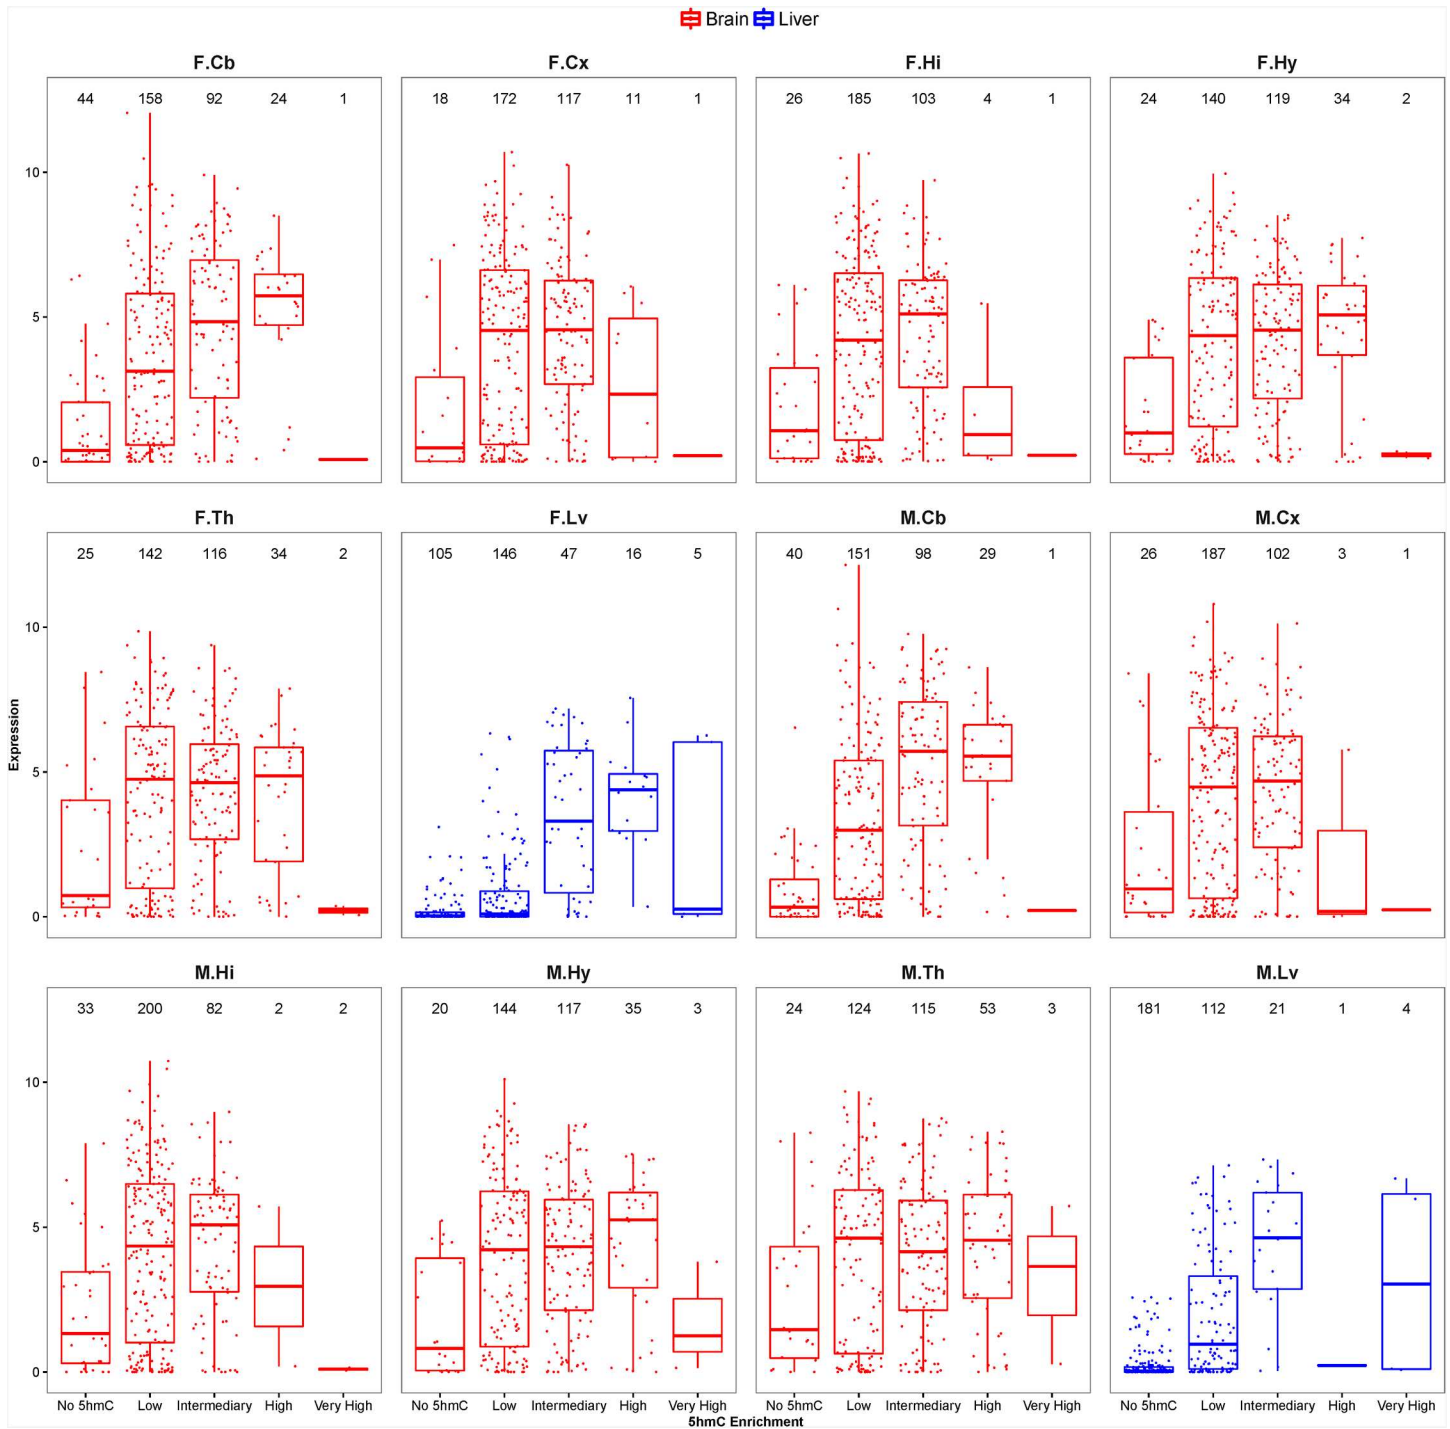 Brain Liver
F.Cb F.Cx F.Hi F.Hy
44 158 92 24 1 18 172 117 11 1 26 185 103 4 1 24 140 119 34 2
10
5
0
F.Th F.Lv M.Cb M.Cx
25 142 116 34 2 105 146 47 16 5 40 151 98 29 1 26 187 102 3 1
10
Expression
5
0
M.Hi M.Hy M.Th M.Lv
33 200 82 2 2 20 144 117 35 3 24 124 115 53 3 181 112 21 1 4
10
5
0
No 5hmC Low Intermediary High Very High No 5hmC Low Intermediary High Very High No 5hmC Low Intermediary High Very High No 5hmC Low Intermediary High Very High
5hmC Enrichment